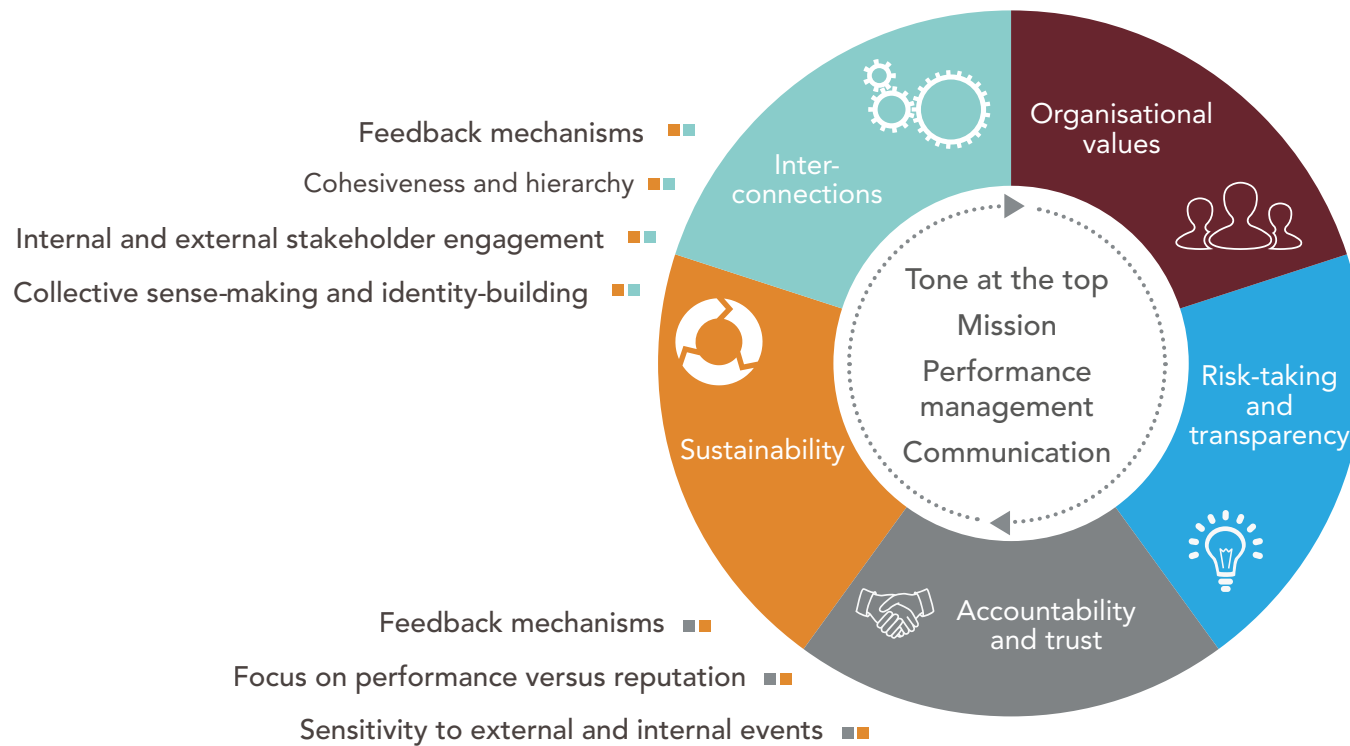 Feedback mechanisms
Cohesiveness and hierarchy
Internal and external stakeholder engagement
Collective sense-making and identity-building
Inter-
connections
Organisational
values
Tone at the top
Mission
Performance
management
Communication
Risk-taking
and
transparency
Sustainability
Accountability
and trust
Feedback mechanisms
Focus on performance versus reputation
Sensitivity to external and internal events